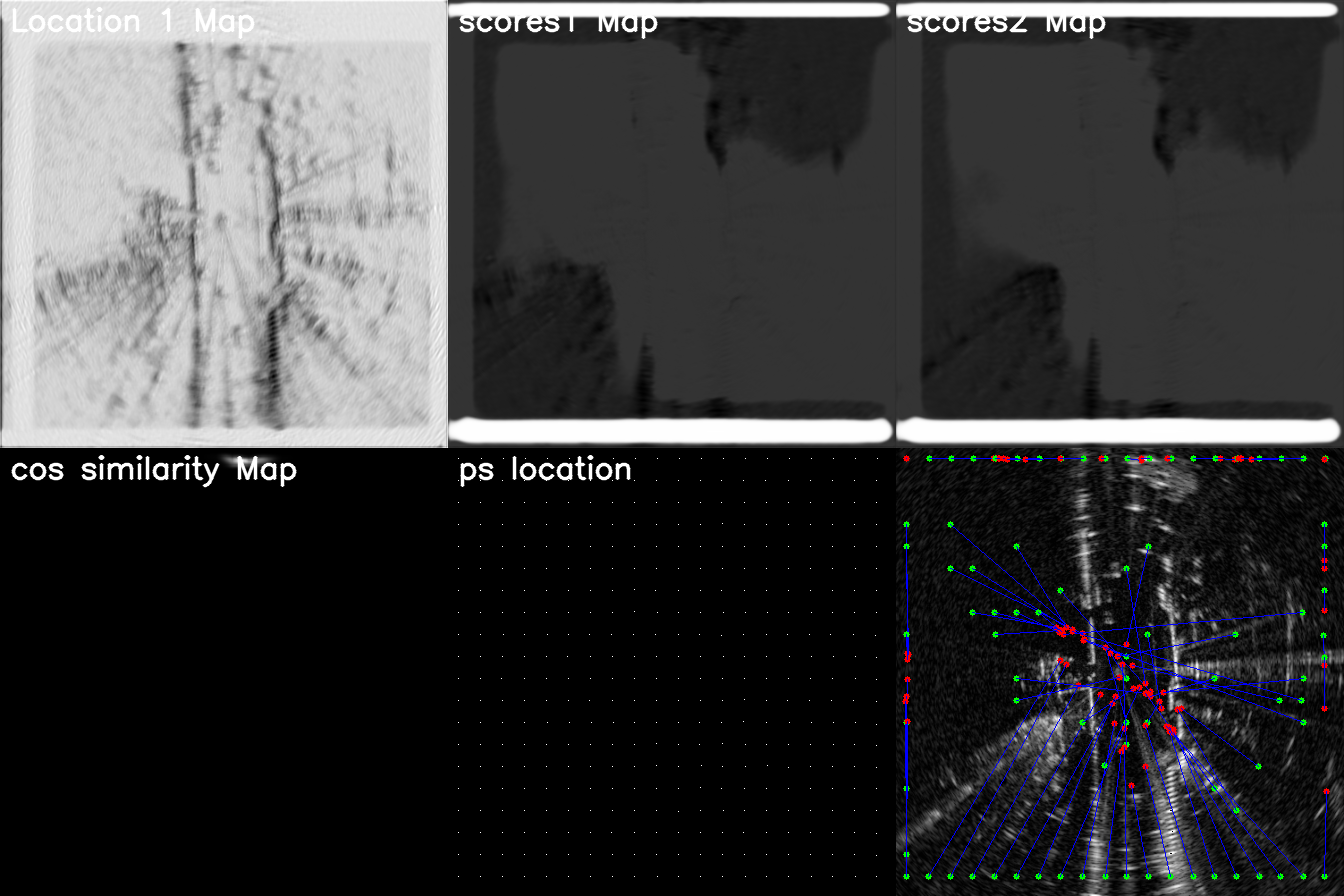 Location 1 Map
scores1 Map
scores2 Map
cos similarity Map
ps location